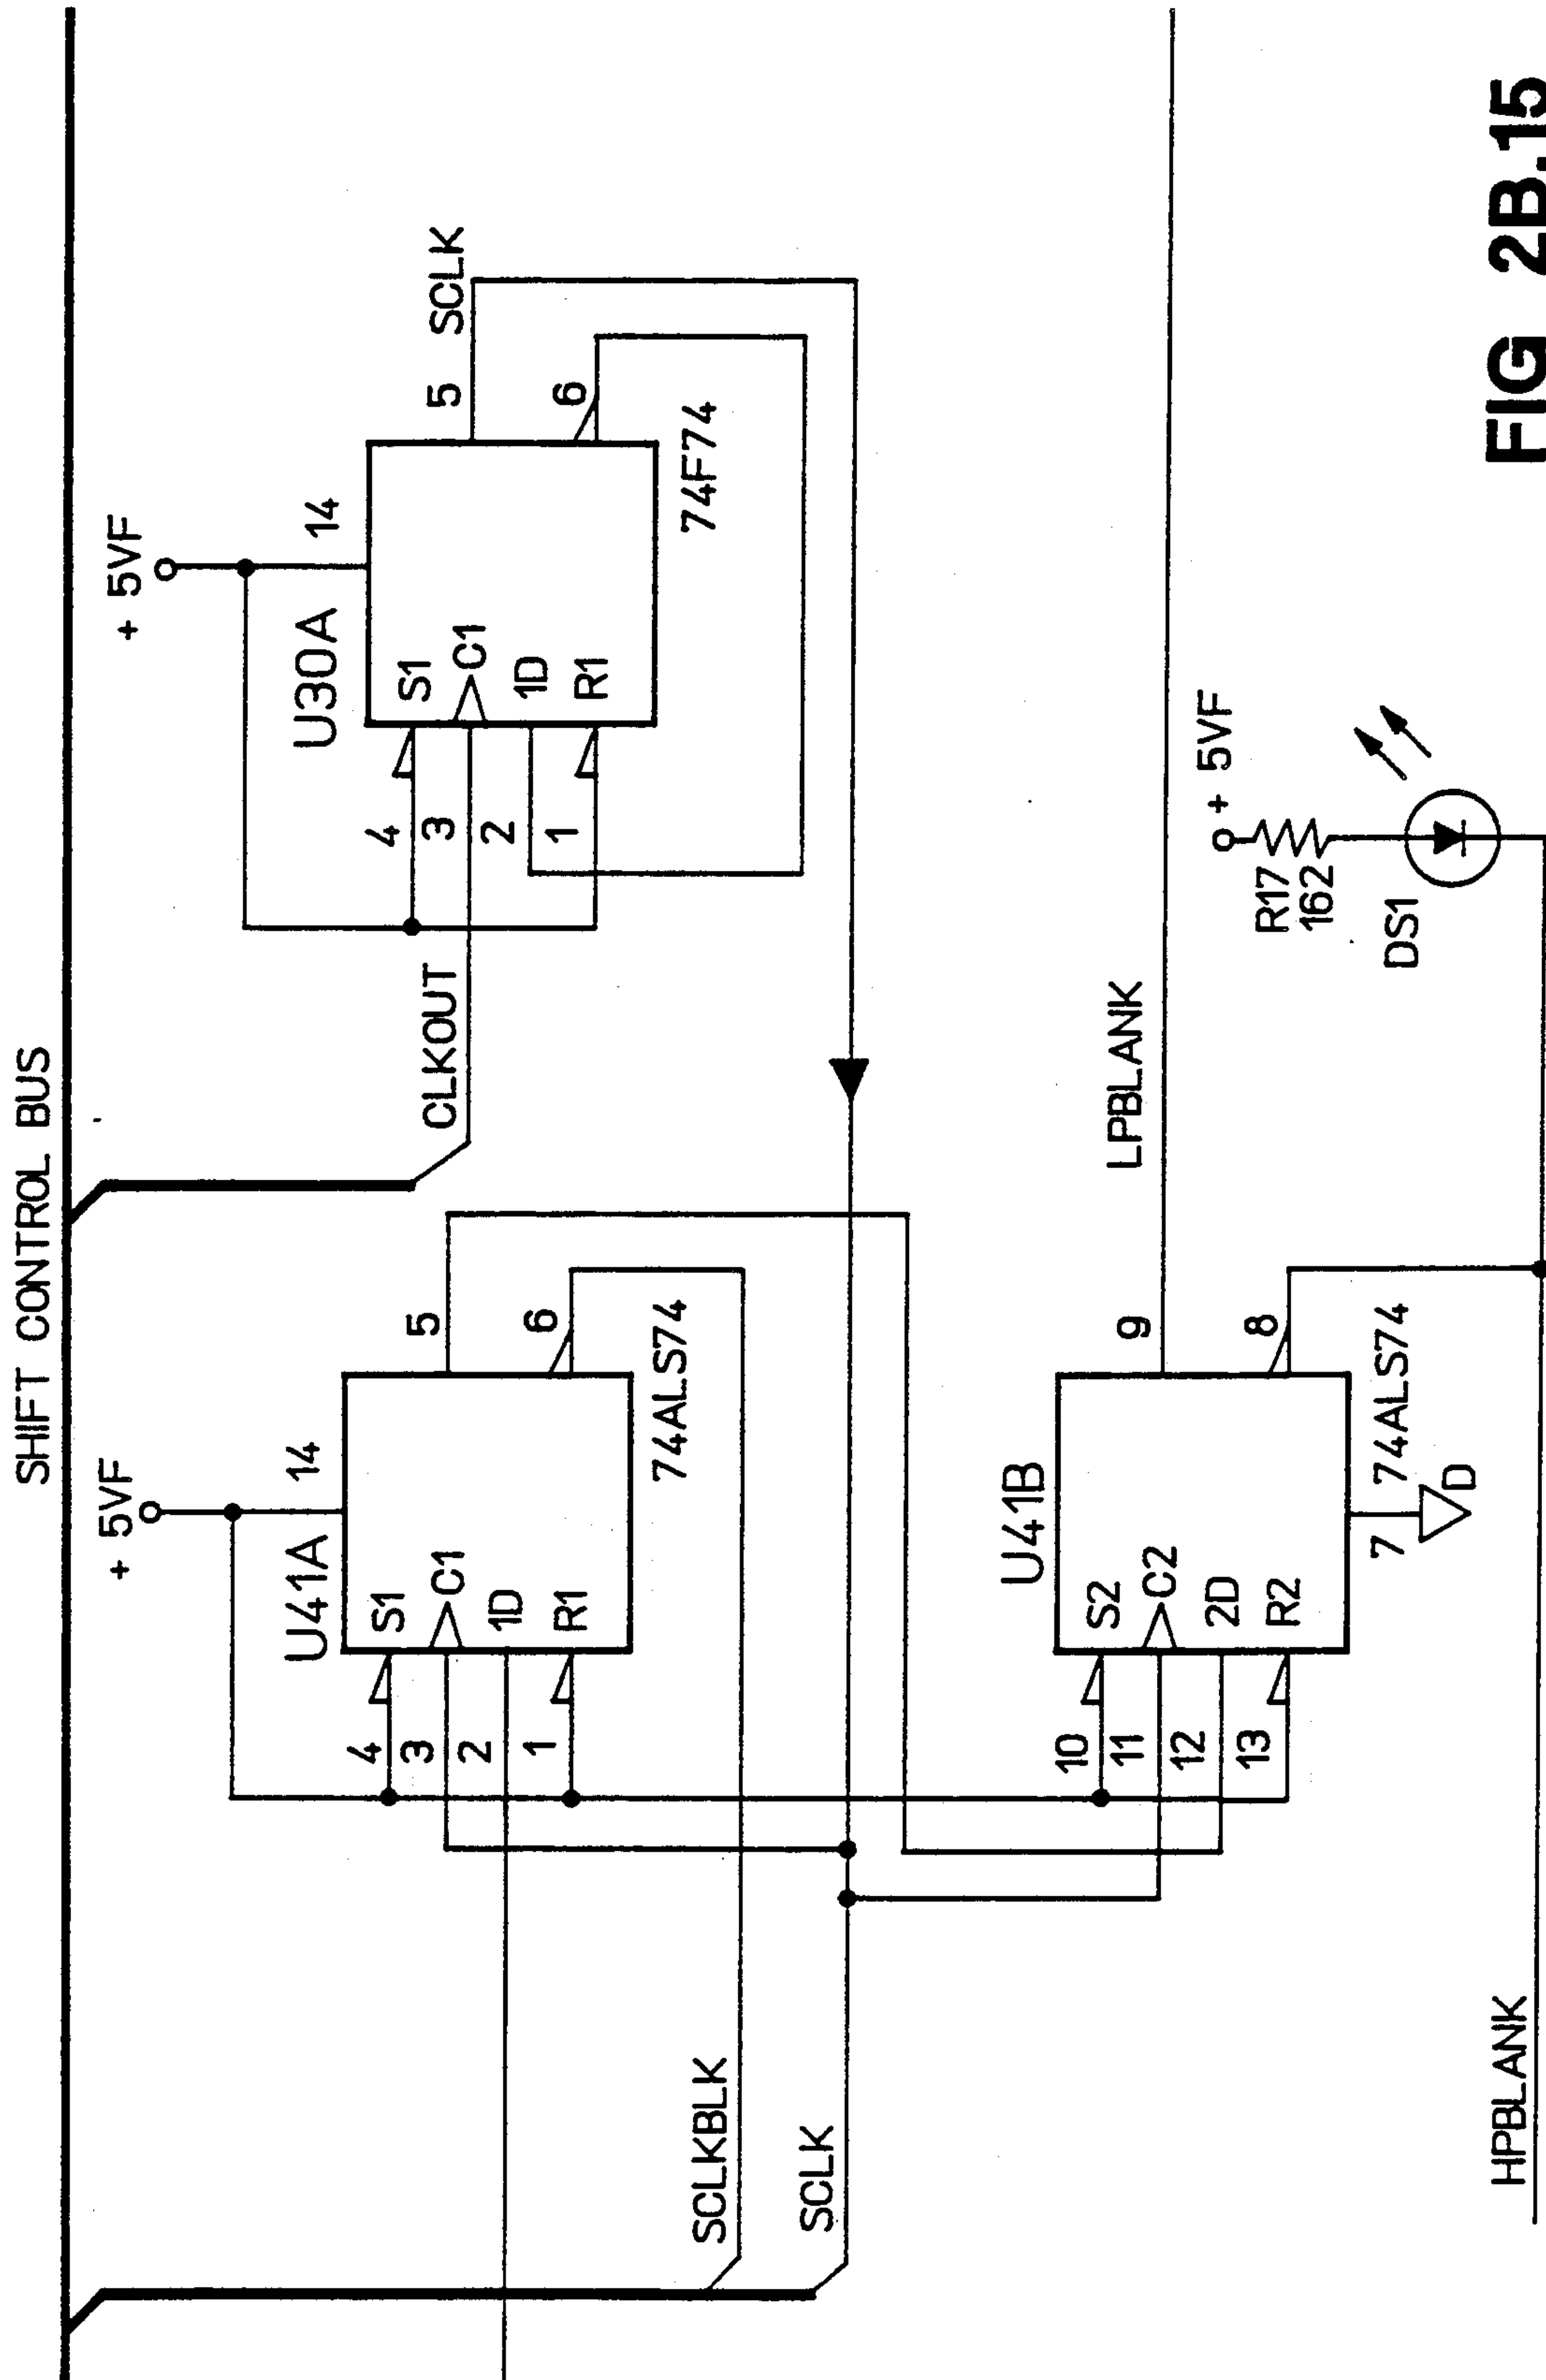 SHIFT CONTROL BUS
+ 5VF
14
U41A
S1
C1
1D
R1
4
3
2
1
5
6
74ALS74
CLKOUT
+ 5VF
14
U30A
S1
C1
1D
R1
4
3
2
1
5
6
SCLK
74F74
SCLKBLK
SCLK
U41B
S2
C2
2D
R2
10
11
12
13
9
8
74ALS74
7
D
LPBLANK
+ 5VF
R17
162
DS1
HPBLANK
FIG 2B.15